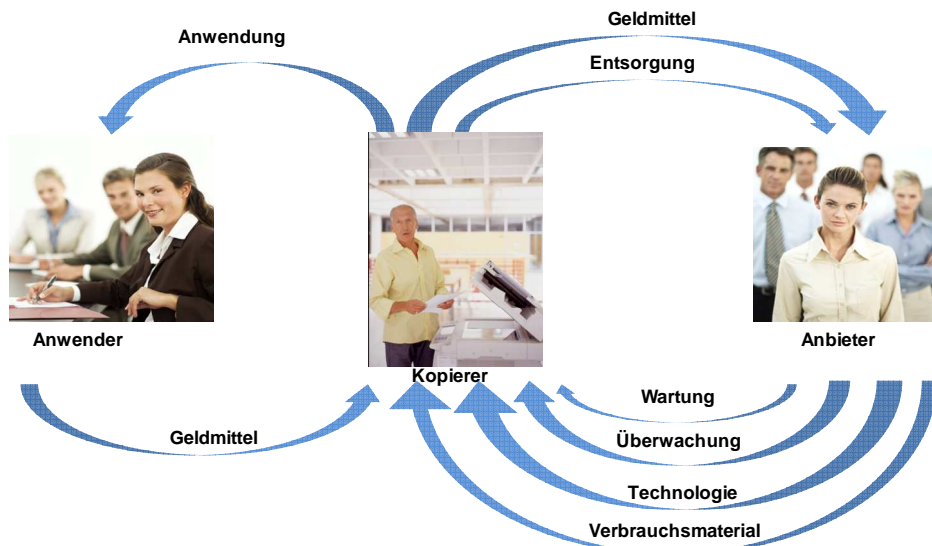 Geldmittel
Anwendung
Entsorgung
Anwender
Anbieter
Kopierer
Wartung
Geldmittel
Überwachung
Technologie
Verbrauchsmaterial